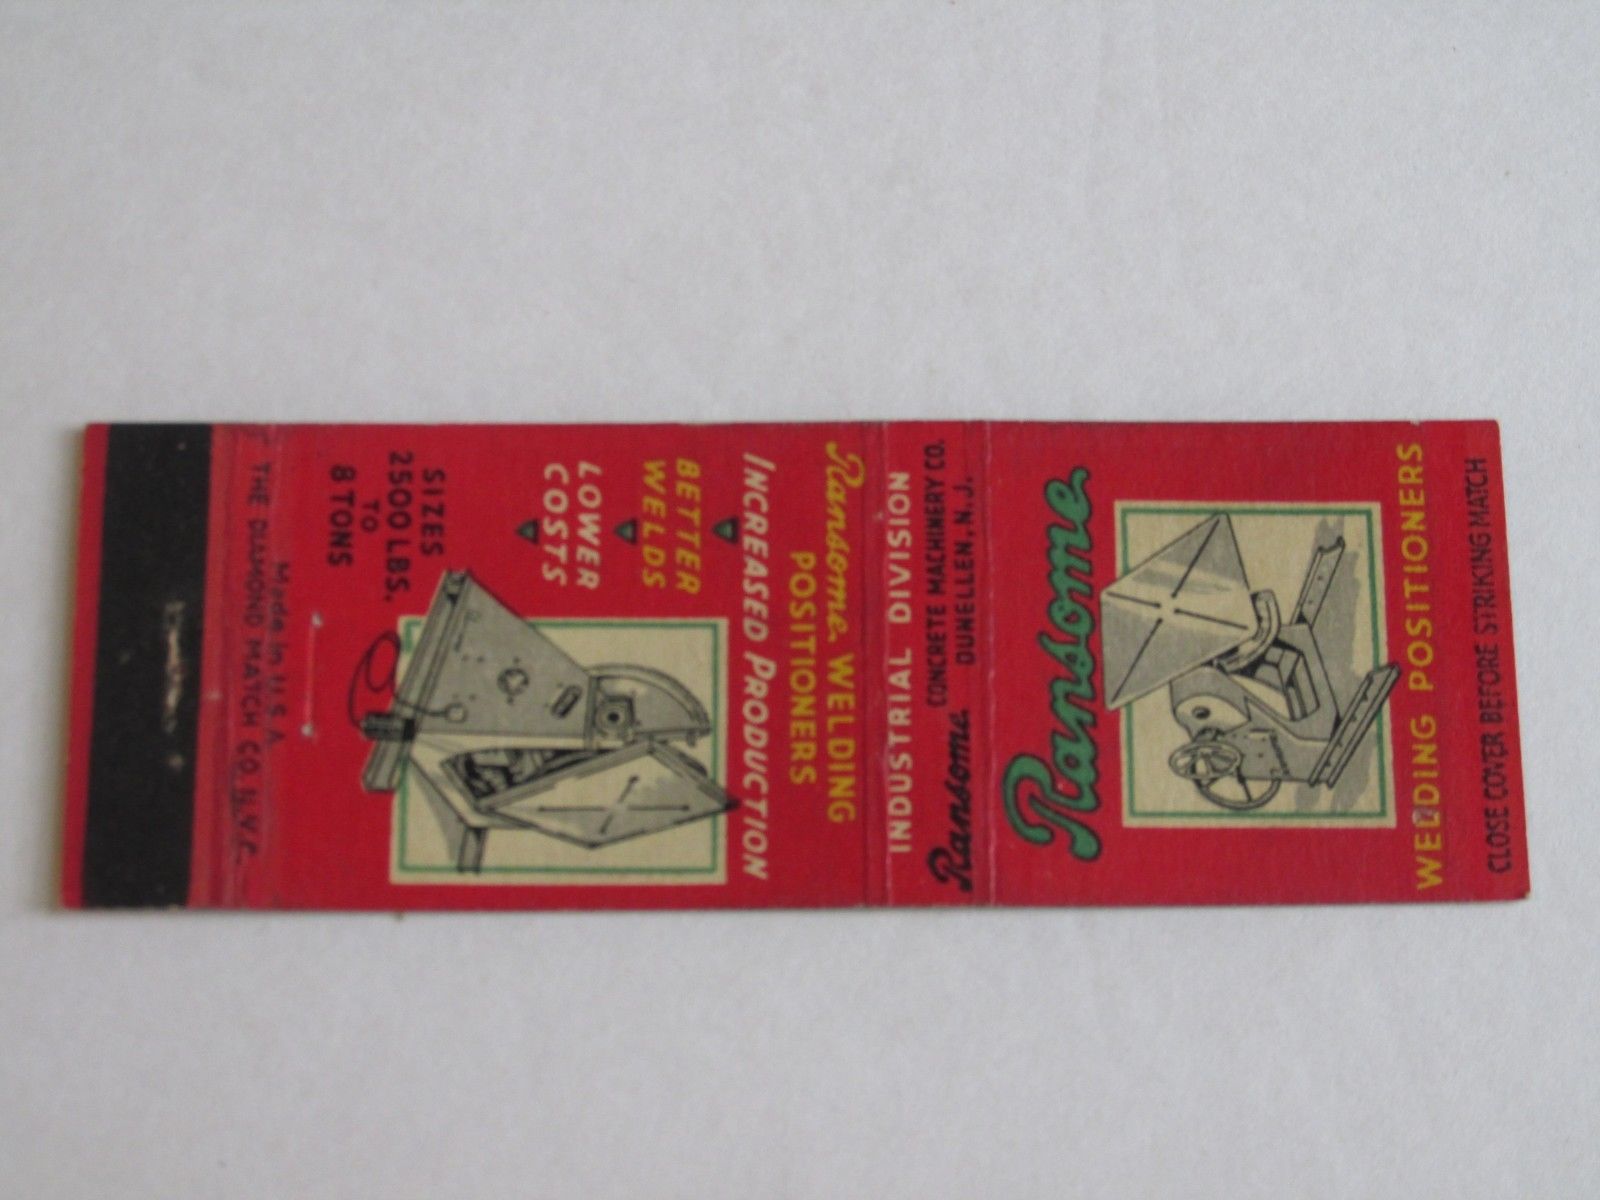 Ransome
WELDING POSITIONERS
CLOSE COVER BEFORE STRIKING MATCH
INDUSTRIAL DIVISION
Ransome CONCRETE MACHINERY CO.
DUNELLEN, N. J.
Ransome WELDING
POSITIONERS
INCREASED PRODUCTION
BETTER
WELDS
LOWER
COSTS
SIZES
2500 LBS.
TO
8 TONS
Made in U.S.A.
THE DIAMOND MATCH CO. N.Y.C.